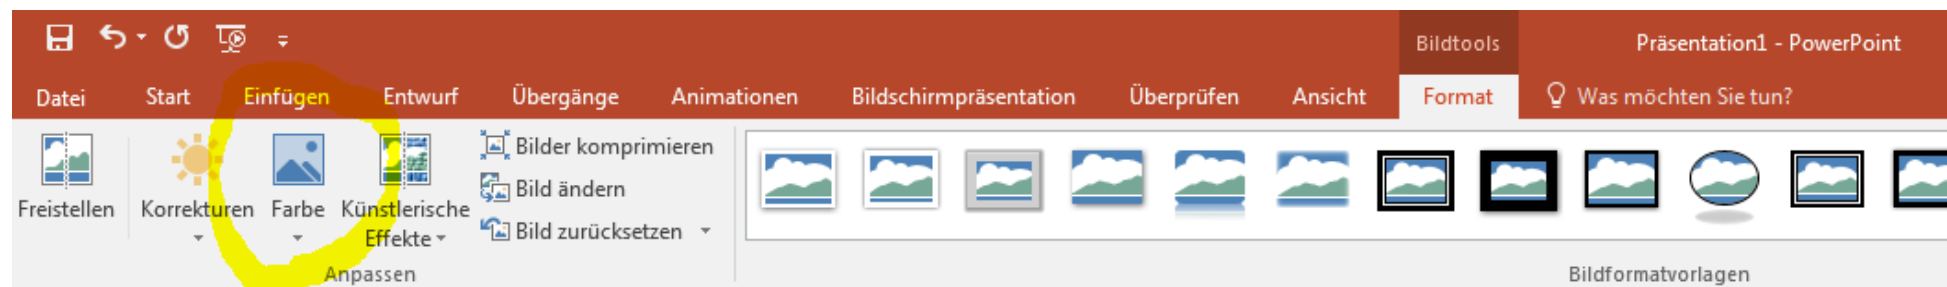 Bildtools
Präsentation1 - PowerPoint
Datei
Start
Einfügen
Entwurf
Übergänge
Animationen
Bildschirmpräsentation
Überprüfen
Ansicht
Format
Was möchten Sie tun?
Freistellen
Korrekturen
Farbe
Künstlerische
Effekte
Bilder komprimieren
Bild ändern
Bild zurücksetzen
Anpassen
Bildformatvorlagen